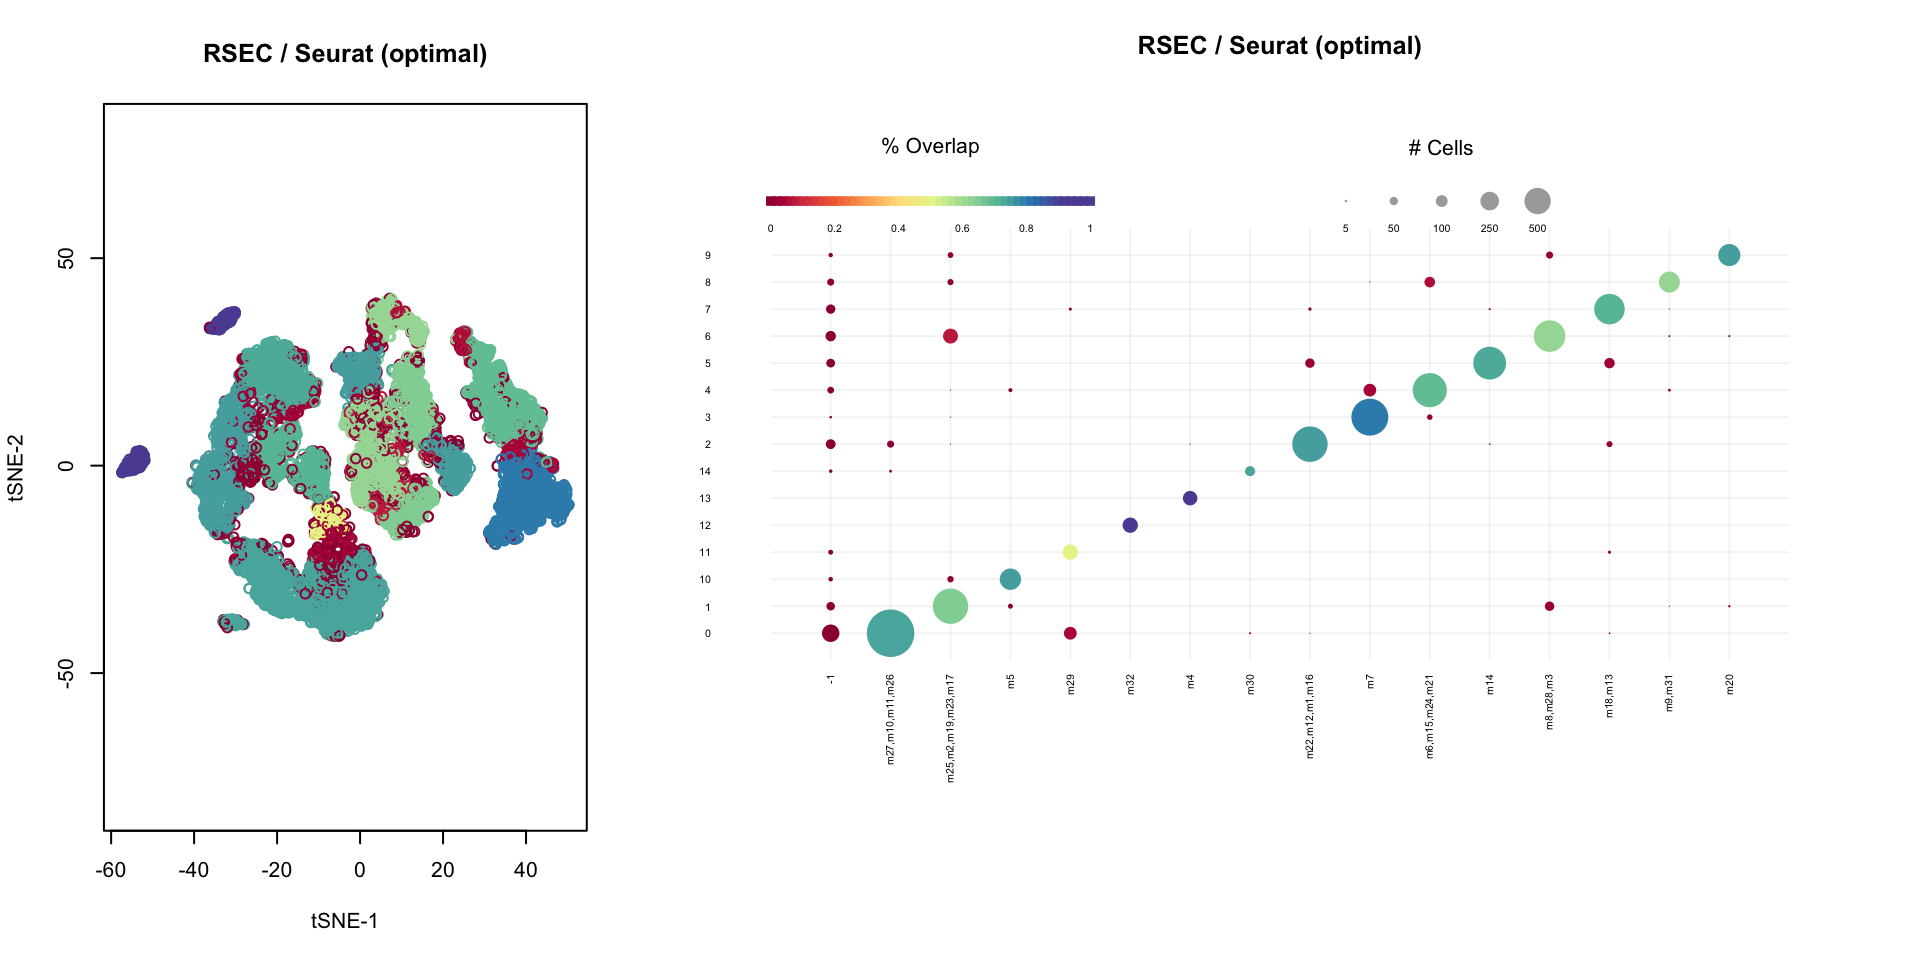 RSEC / Seurat (optimal)
50
0
-50
tSNE-2
-60 -40 -20 0 20 40
tSNE-1
RSEC / Seurat (optimal)
% Overlap
0 0.2 0.4 0.6 0.8 1
# Cells
5 50 100 250 500
9
8
7
6
5
4
3
2
14
13
12
11
10
1
0
-1
m27,m10,m11,m26
m25,m2,m19,m23,m17
m5
m29
m32
m4
m30
m22,m12,m1,m16
m7
m6,m15,m24,m21
m14
m8,m28,m3
m18,m13
m9,m31
m20